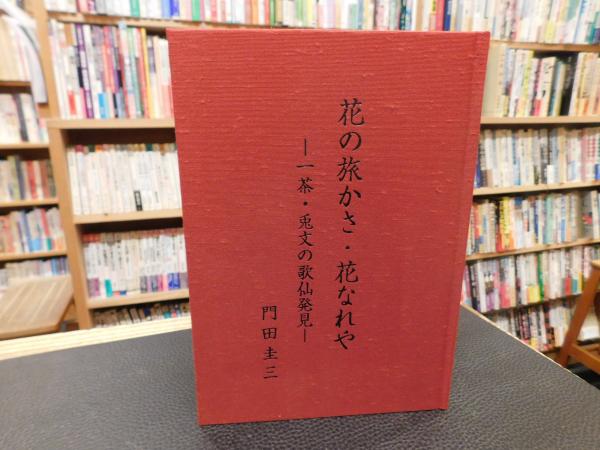 花の旅かさ・花なれや
―一茶・兎文の歌仙発見―
門田圭三